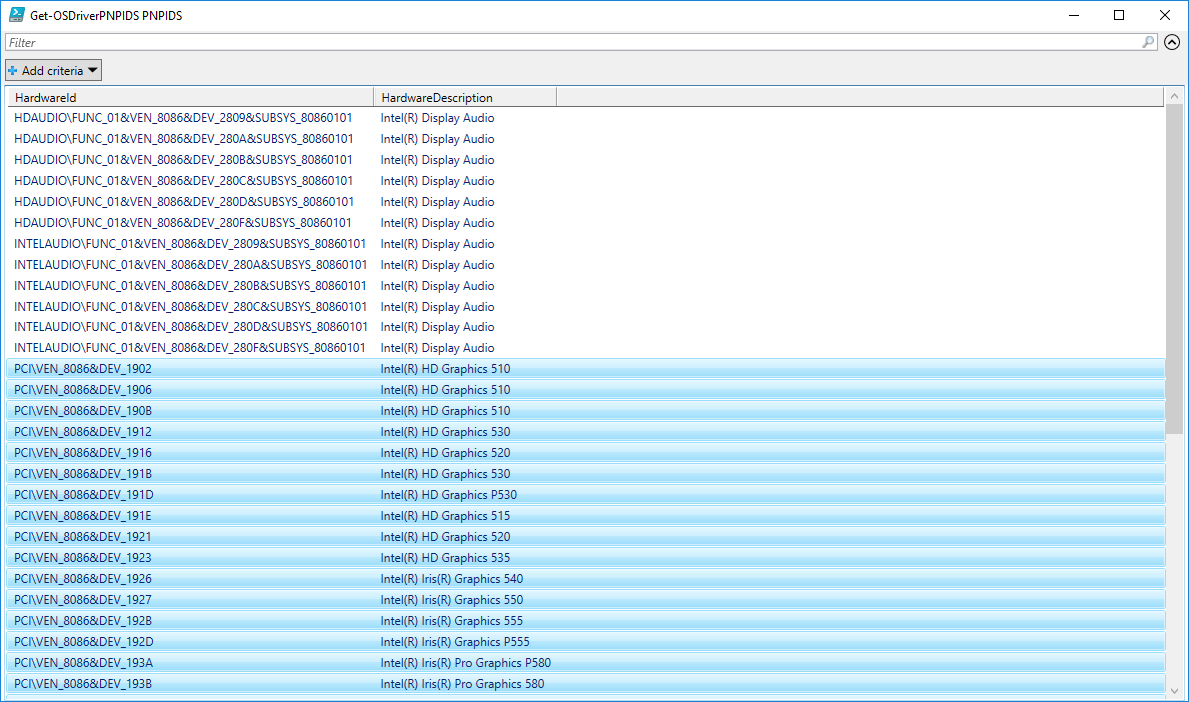 Get-OSDriverPNPIDS PNPIDS
Filter
Add criteria
HardwareId HardwareDescription
HDAUDIO\FUNC_01&VEN_8086&DEV_2809&SUBSYS_80860101 Intel(R) Display Audio
HDAUDIO\FUNC_01&VEN_8086&DEV_280A&SUBSYS_80860101 Intel(R) Display Audio
HDAUDIO\FUNC_01&VEN_8086&DEV_280B&SUBSYS_80860101 Intel(R) Display Audio
HDAUDIO\FUNC_01&VEN_8086&DEV_280C&SUBSYS_80860101 Intel(R) Display Audio
HDAUDIO\FUNC_01&VEN_8086&DEV_280D&SUBSYS_80860101 Intel(R) Display Audio
HDAUDIO\FUNC_01&VEN_8086&DEV_280F&SUBSYS_80860101 Intel(R) Display Audio
INTELAUDIO\FUNC_01&VEN_8086&DEV_2809&SUBSYS_80860101 Intel(R) Display Audio
INTELAUDIO\FUNC_01&VEN_8086&DEV_280A&SUBSYS_80860101 Intel(R) Display Audio
INTELAUDIO\FUNC_01&VEN_8086&DEV_280B&SUBSYS_80860101 Intel(R) Display Audio
INTELAUDIO\FUNC_01&VEN_8086&DEV_280C&SUBSYS_80860101 Intel(R) Display Audio
INTELAUDIO\FUNC_01&VEN_8086&DEV_280D&SUBSYS_80860101 Intel(R) Display Audio
INTELAUDIO\FUNC_01&VEN_8086&DEV_280F&SUBSYS_80860101 Intel(R) Display Audio
PCI\VEN_8086&DEV_1902 Intel(R) HD Graphics 510
PCI\VEN_8086&DEV_1906 Intel(R) HD Graphics 510
PCI\VEN_8086&DEV_190B Intel(R) HD Graphics 510
PCI\VEN_8086&DEV_1912 Intel(R) HD Graphics 530
PCI\VEN_8086&DEV_1916 Intel(R) HD Graphics 520
PCI\VEN_8086&DEV_191B Intel(R) HD Graphics 530
PCI\VEN_8086&DEV_191D Intel(R) HD Graphics P530
PCI\VEN_8086&DEV_191E Intel(R) HD Graphics 515
PCI\VEN_8086&DEV_1921 Intel(R) HD Graphics 520
PCI\VEN_8086&DEV_1923 Intel(R) HD Graphics 535
PCI\VEN_8086&DEV_1926 Intel(R) Iris(R) Graphics 540
PCI\VEN_8086&DEV_1927 Intel(R) Iris(R) Graphics 550
PCI\VEN_8086&DEV_192B Intel(R) Iris(R) Graphics 555
PCI\VEN_8086&DEV_192D Intel(R) Iris(R) Graphics P555
PCI\VEN_8086&DEV_193A Intel(R) Iris(R) Pro Graphics P580
PCI\VEN_8086&DEV_193B Intel(R) Iris(R) Pro Graphics 580